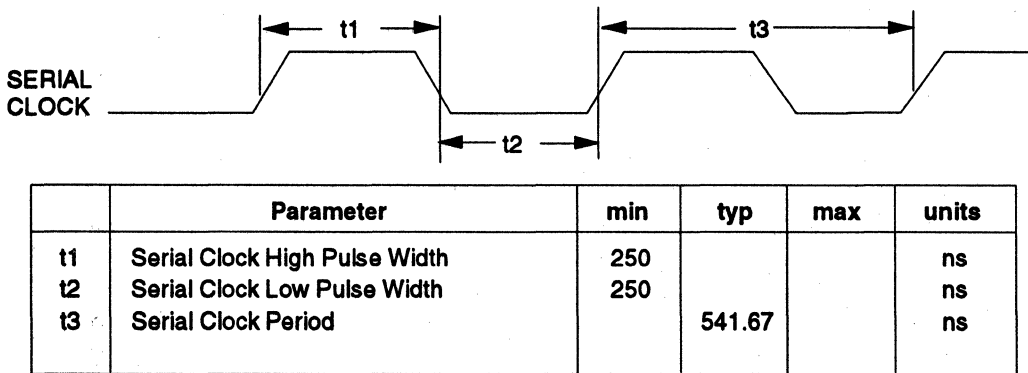 t1
t3
SERIAL
CLOCK
t2
Parameter min typ max units
t1 Serial Clock High Pulse Width 250 ns
t2 Serial Clock Low Pulse Width 250 ns
t3 Serial Clock Period 541.67 ns